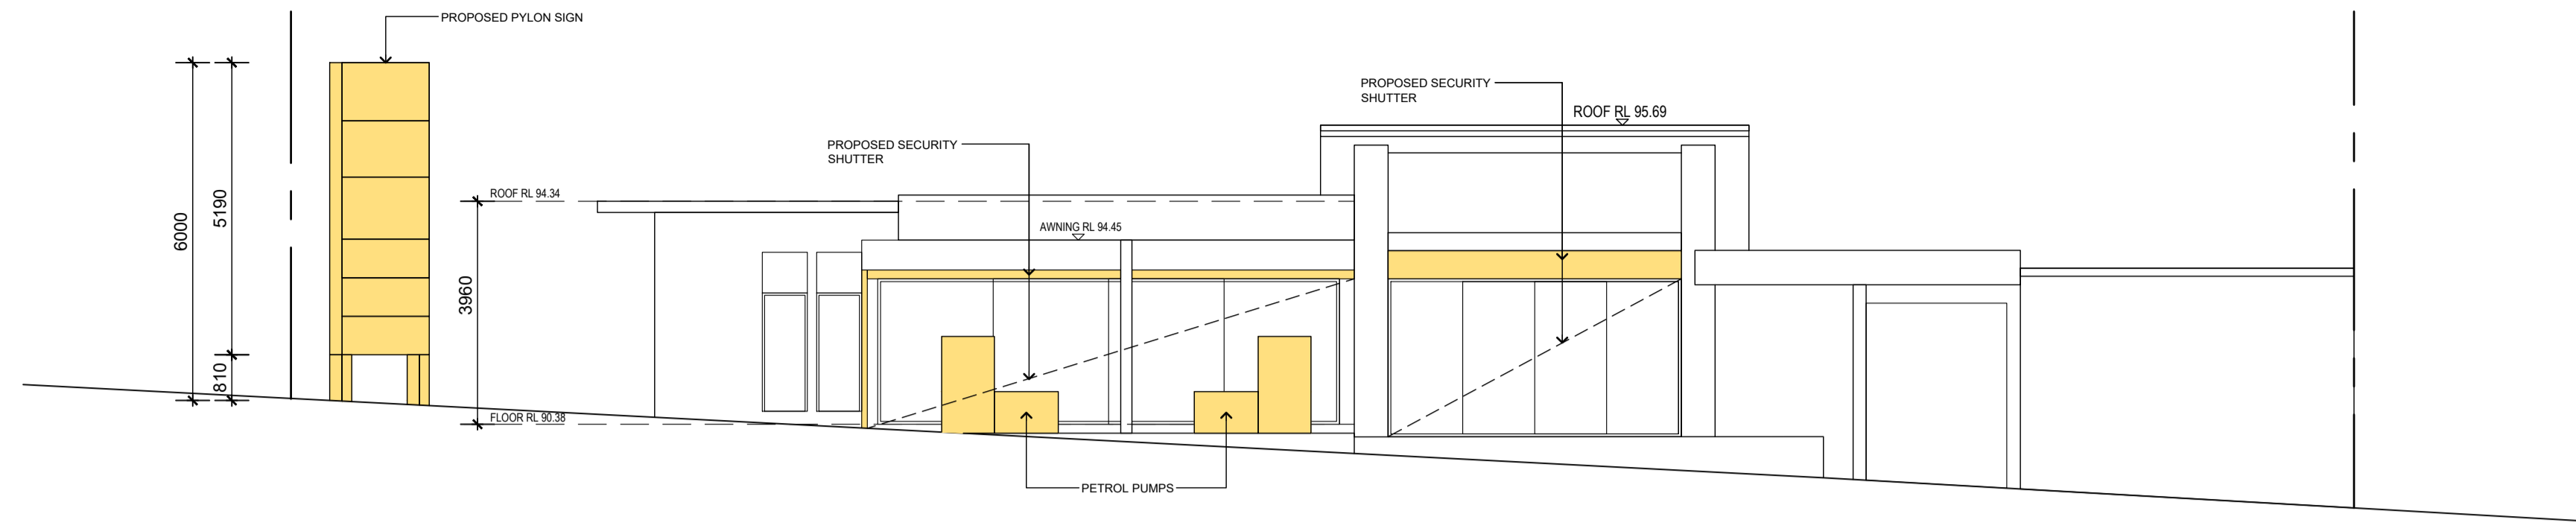 PROPOSED PYLON SIGN
PROPOSED SECURITY
SHUTTER
ROOF RL 95.69
PROPOSED SECURITY
SHUTTER
ROOF RL 94.34
AWNING RL 94.45
6000
5190
3960
810
FLOOR RL 90.38
PETROL PUMPS